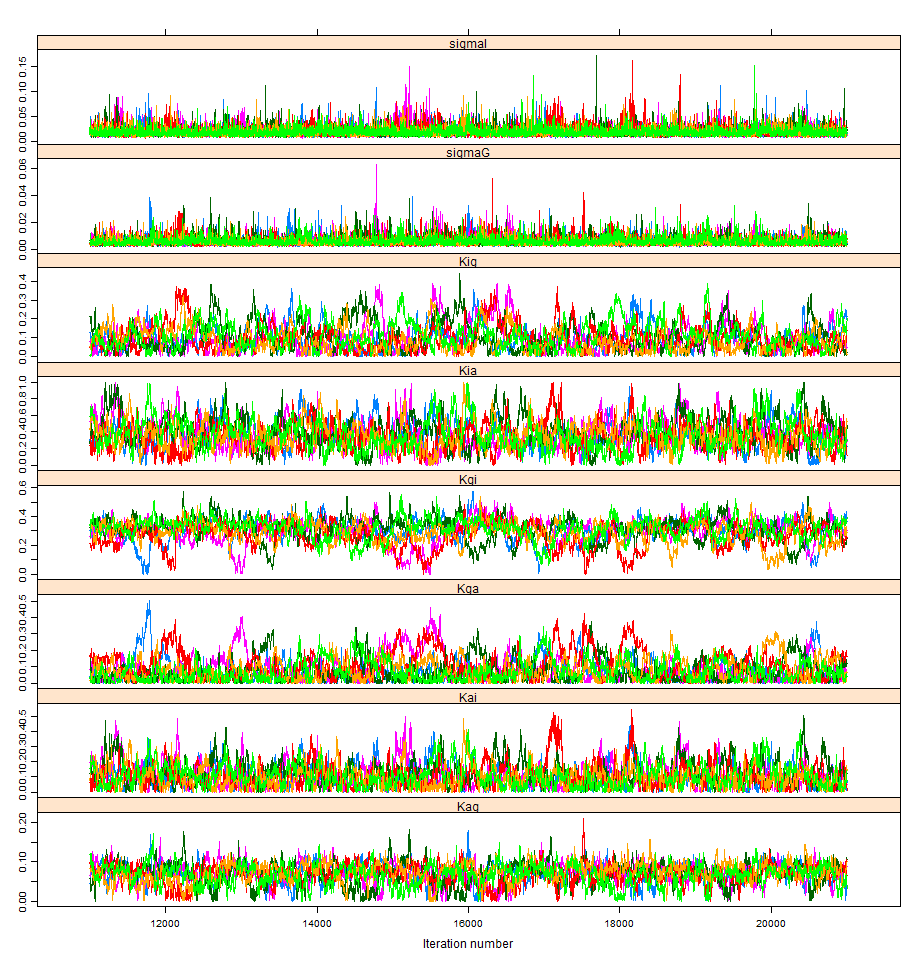 sigmaI
0.00 0.05 0.10 0.15
sigmaG
0.00 0.02 0.04 0.06
Kig
0.0 0.1 0.2 0.3 0.4
Kia
0.0 0.2 0.4 0.6 0.8 1.0
Kgi
0.0 0.2 0.4 0.6
Kga
0.0 0.1 0.2 0.3 0.4 0.5
Kai
0.0 0.1 0.2 0.3 0.4 0.5
Kag
0.00 0.10 0.20
12000 14000 16000 18000 20000
Iteration number